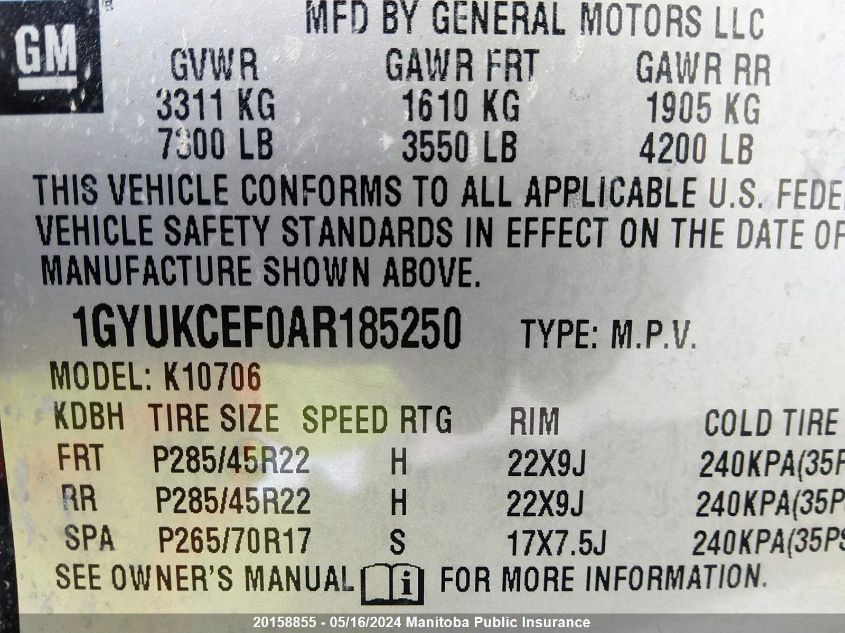 GM
MFD BY GENERAL MOTORS LLC
GVWR GAWR FRT GAWR RR
3311 KG 1610 KG 1905 KG
7300 LB 3550 LB 4200 LB
THIS VEHICLE CONFORMS TO ALL APPLICABLE U.S. FEDE
VEHICLE SAFETY STANDARDS IN EFFECT ON THE DATE OF
MANUFACTURE SHOWN ABOVE.
1GYUKCEF0AR185250 TYPE: M.P.V.
MODEL: K10706
KDBH TIRE SIZE SPEED RTG RIM COLD TIRE
FRT P285/45R22 H 22X9J 240KPA(35P
RR P285/45R22 H 22X9J 240KPA(35P
SPA P265/70R17 S 17X7.5J 240KPA(35PS
SEE OWNER'S MANUAL i FOR MORE INFORMATION.
20158855 - 05/16/2024 Manitoba Public Insurance